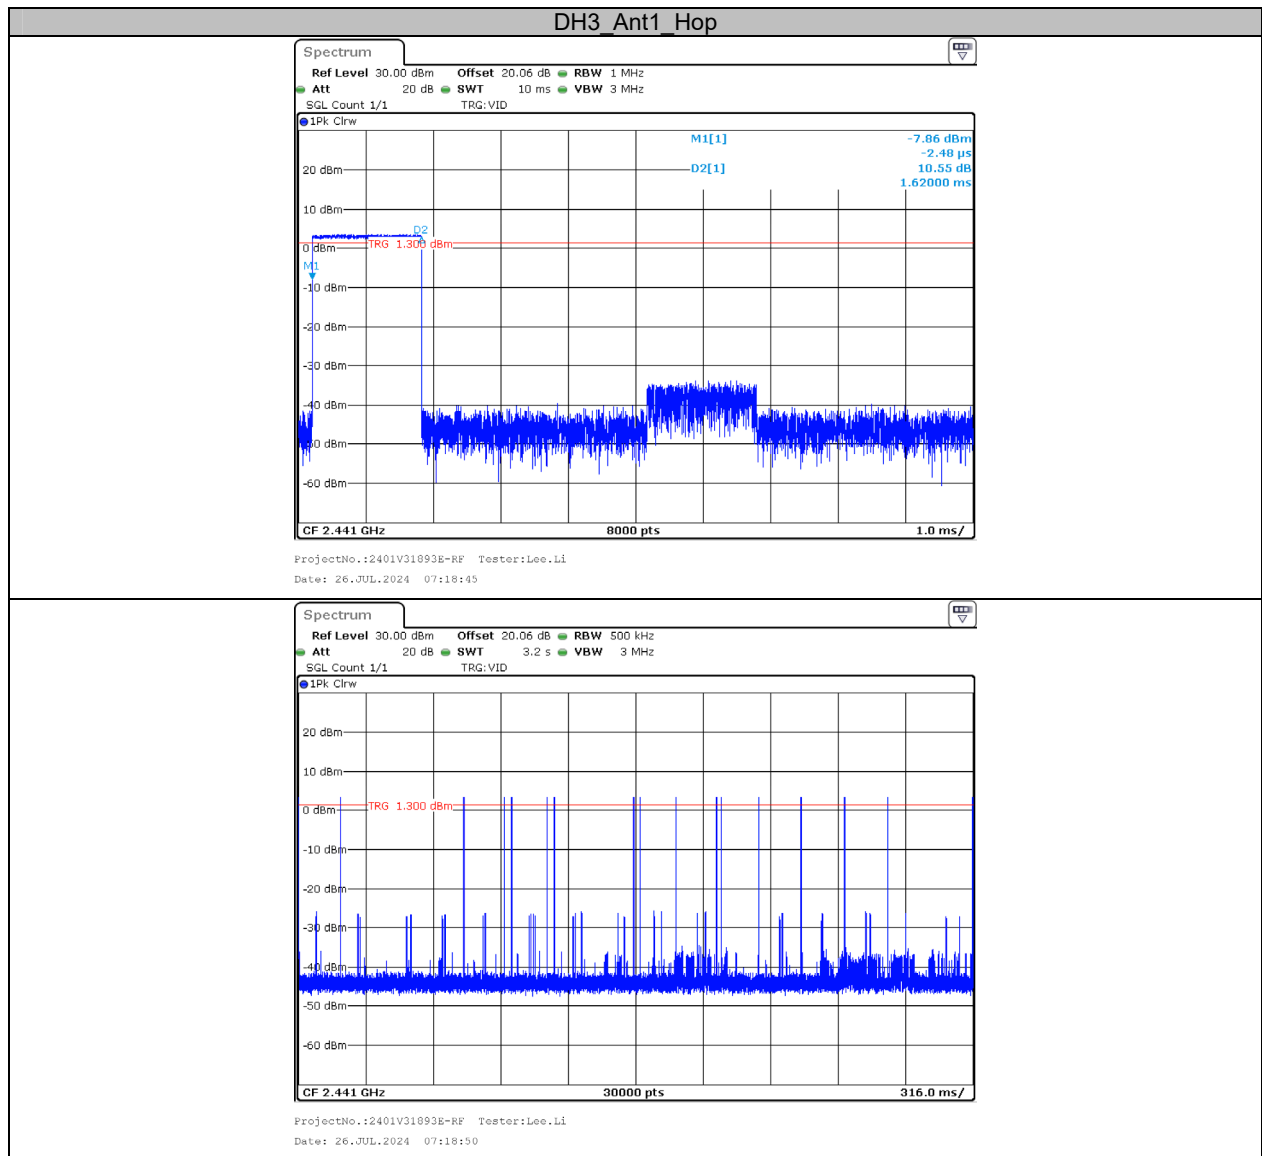 DH3_Ant1_Hop
Spectrum
Ref Level 30.00 dBm Offset 20.06 dB RBW 1 MHz
Att 20 dB SWT 10 ms VBW 3 MHz
SGL Count 1/1 TRG:VID
1Pk Clrw
M1[1] -7.86 dBm
-2.48 µs
20 dBm D2[1] 10.55 dB
1.62000 ms
10 dBm
D2
0 dBm TRG 1.300 dBm
M1
-10 dBm
-20 dBm
-30 dBm
-40 dBm
-50 dBm
-60 dBm
CF 2.441 GHz 8000 pts 1.0 ms/
ProjectNo.:2401V31893E-RF Tester:Lee.Li
Date: 26.JUL.2024 07:18:45
Spectrum
Ref Level 30.00 dBm Offset 20.06 dB RBW 500 kHz
Att 20 dB SWT 3.2 s VBW 3 MHz
SGL Count 1/1 TRG:VID
1Pk Clrw
20 dBm
10 dBm
0 dBm TRG 1.300 dBm
-10 dBm
-20 dBm
-30 dBm
-40 dBm
-50 dBm
-60 dBm
CF 2.441 GHz 30000 pts 316.0 ms/
ProjectNo.:2401V31893E-RF Tester:Lee.Li
Date: 26.JUL.2024 07:18:50